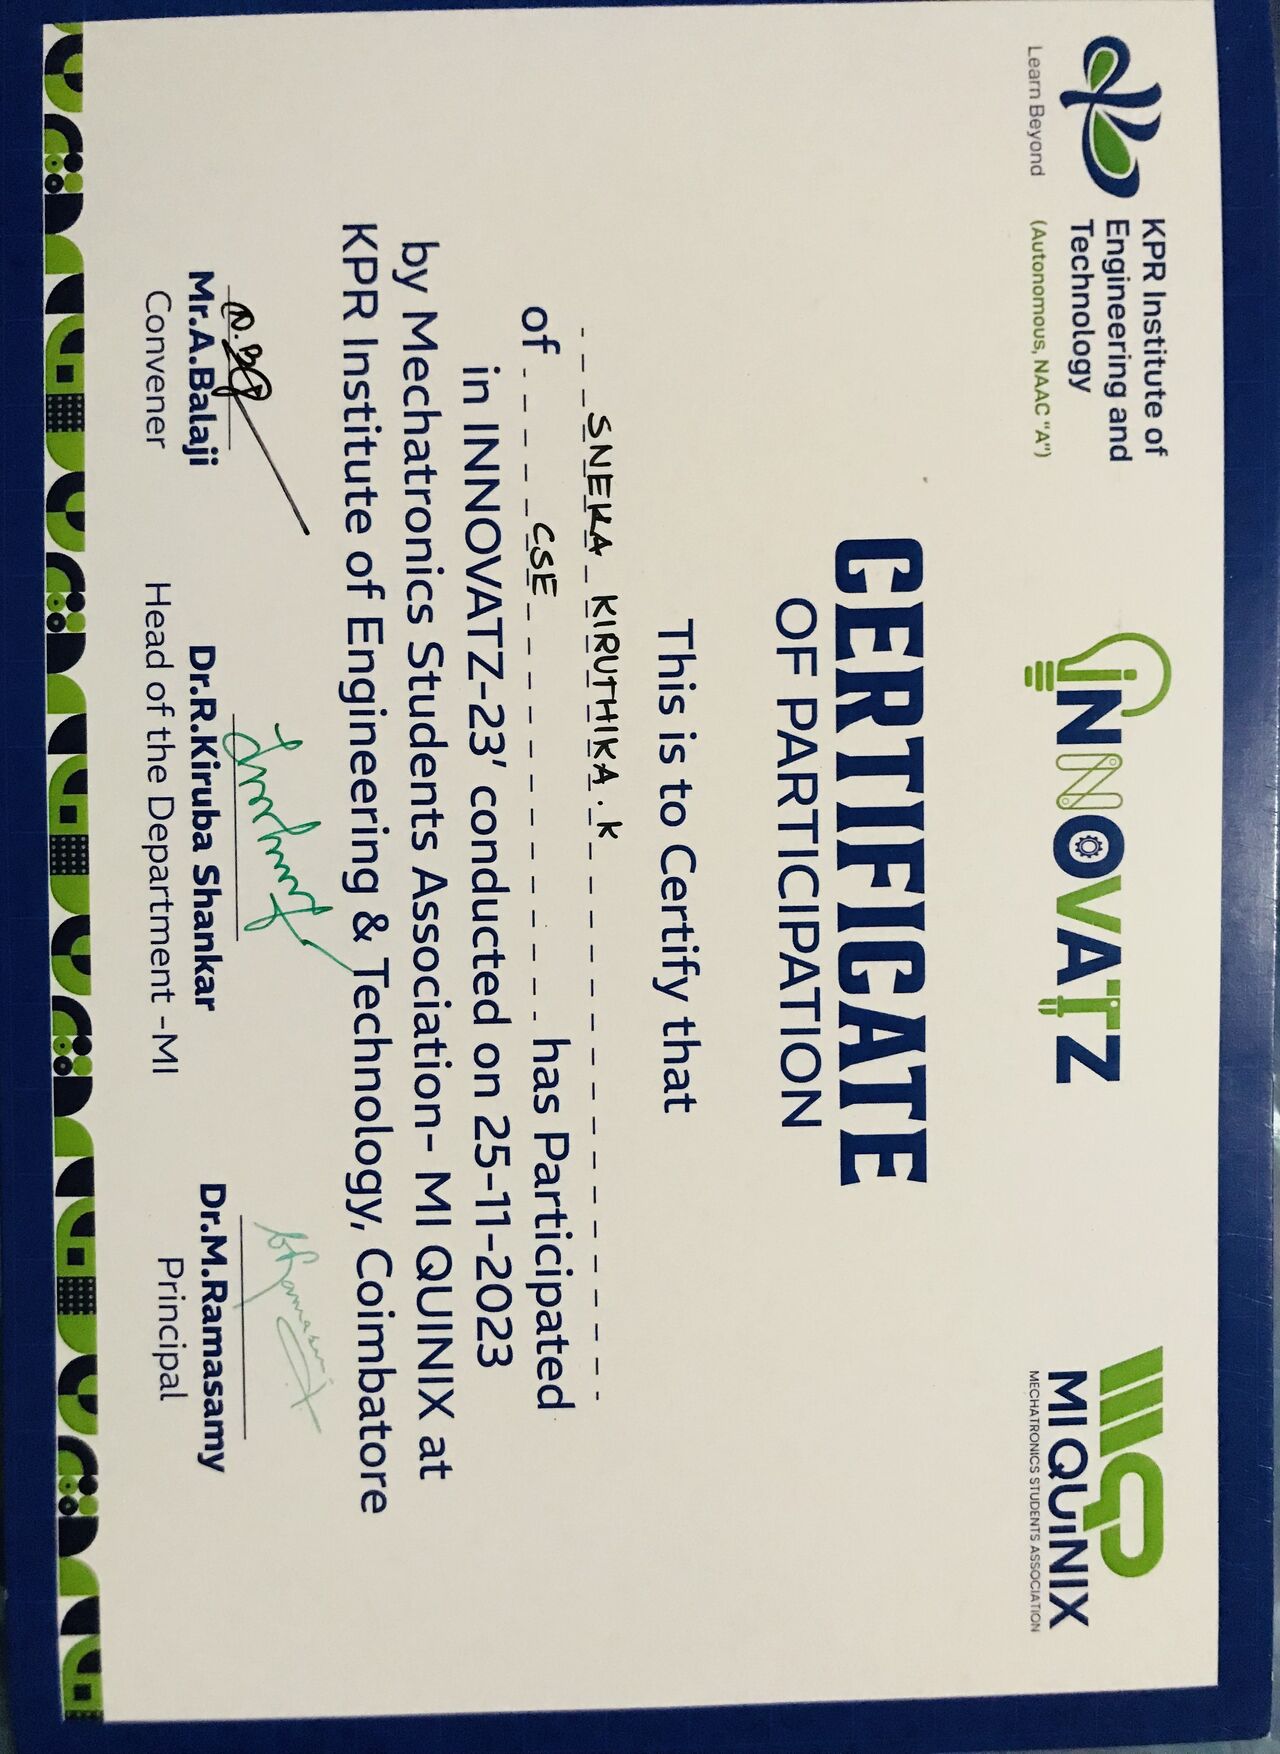 KPR Institute of
Engineering and
Technology
(Autonomous, NAAC "A")
Learn Beyond
iNNOVATZ
MI QUiNIX
MECHATRONICS STUDENTS ASSOCIATION
CERTIFICATE
OF PARTICIPATION
This is to Certify that
SNEKA KIRUTHIKA.K
of CSE has Participated
in INNOVATZ-23' conducted on 25-11-2023
by Mechatronics Students Association- MI QUINIX at
KPR Institute of Engineering & Technology, Coimbatore
Mr.A.Balaji
Convener
Dr.R.Kiruba Shankar
Head of the Department -MI
Dr.M.Ramasamy
Principal